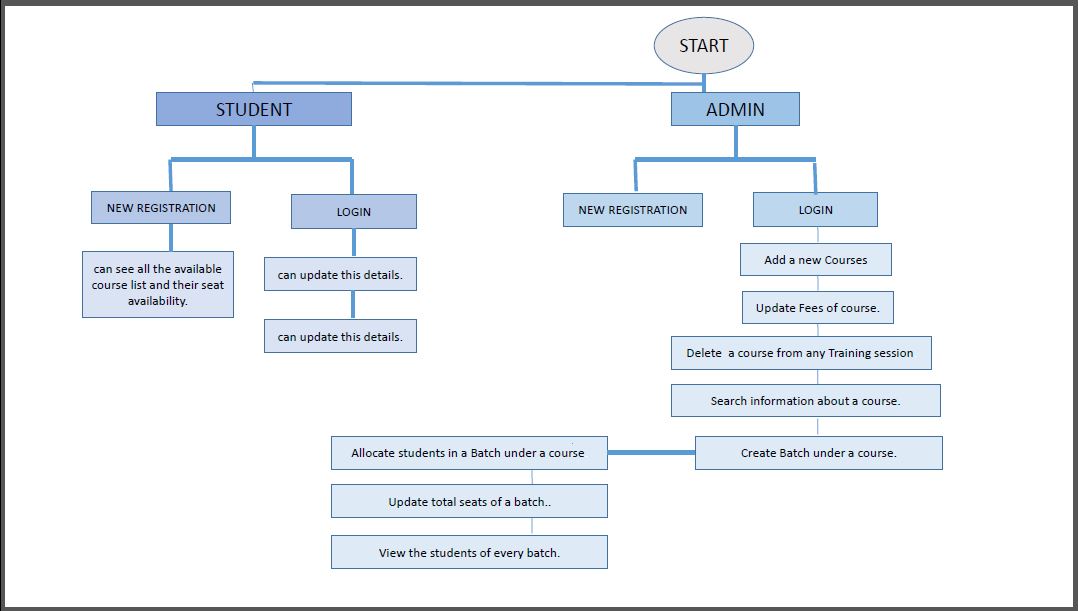 START
STUDENT
ADMIN
NEW REGISTRATION
LOGIN
NEW REGISTRATION
LOGIN
can see all the available
course list and their seat
availability.
can update this details.
can update this details.
Add a new Courses
Update Fees of course.
Delete  a course from any Training session
Search information about a course.
Create Batch under a course.
Allocate students in a Batch under a course
Update total seats of a batch..
View the students of every batch.